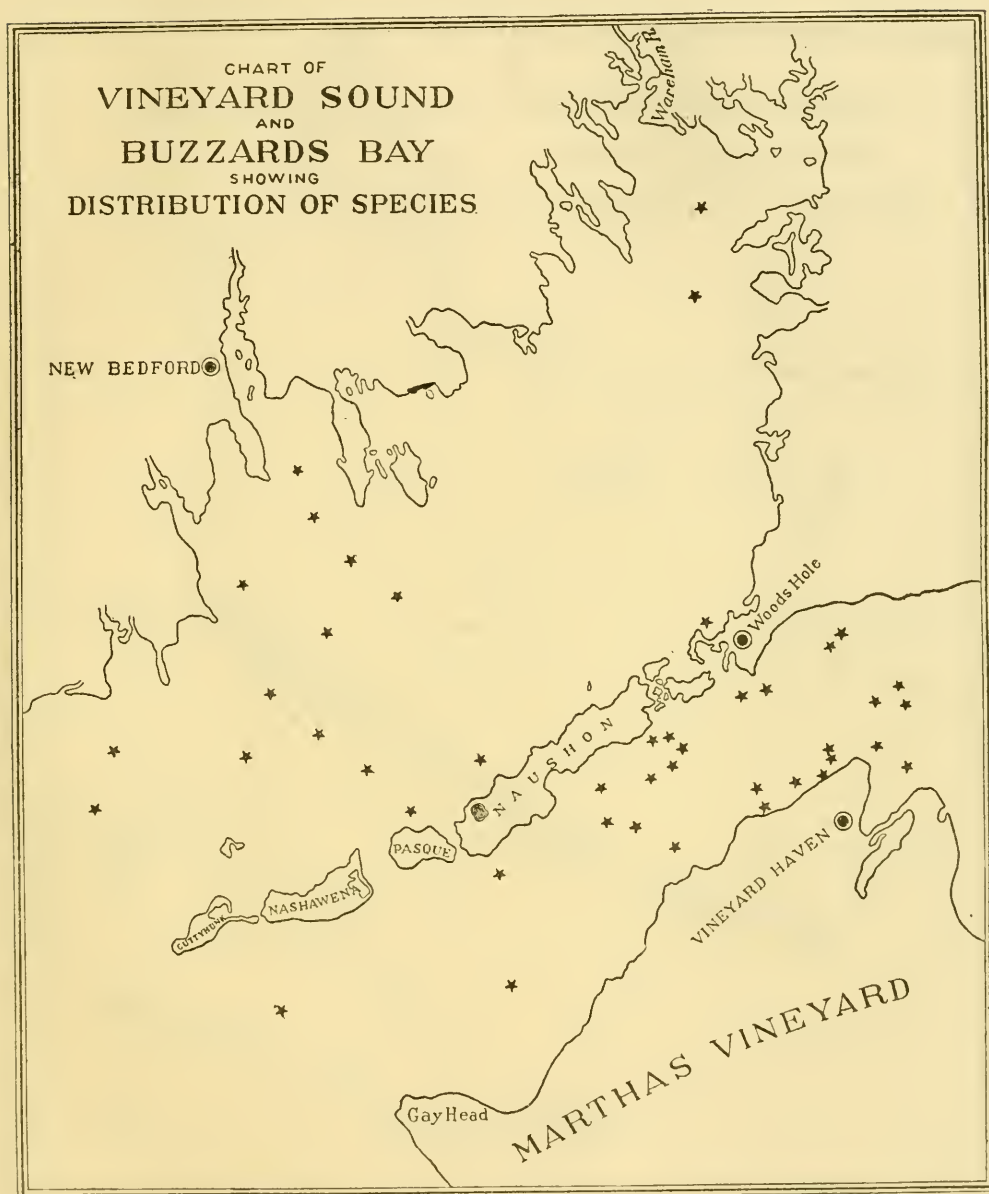 CHART OF
VINEYARD SOUND
AND
BUZZARDS BAY
SHOWING
DISTRIBUTION OF SPECIES.
Wareham R
NEW BEDFORD
Woods Hole
NAUSHON
PASQUE
NASHAWENA
CUTTYHUNK
VINEYARD HAVEN
MARTHAS VINEYARD
Gay Head